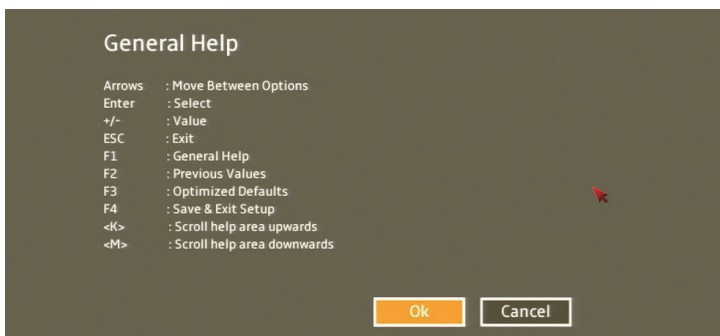 General Help
Arrows : Move Between Options
Enter : Select
+/- : Value
ESC : Exit
F1 : General Help
F2 : Previous Values
F3 : Optimized Defaults
F4 : Save & Exit Setup
<K> : Scroll help area upwards
<M> : Scroll help area downwards
Ok Cancel